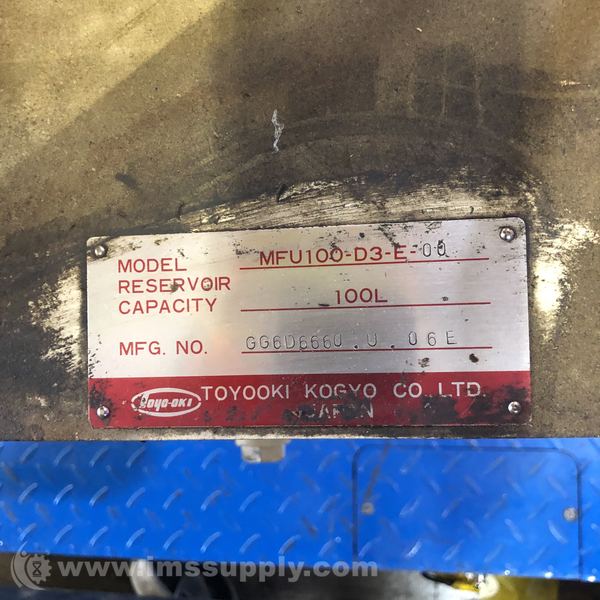 MODEL MFU100-D3-E-00
RESERVOIR
CAPACITY 100L
MFG. NO. GG6D6660.U.06E
TOYO-OKI TOYOOKI KOGYO CO., LTD.
JAPAN
www.imssupply.com